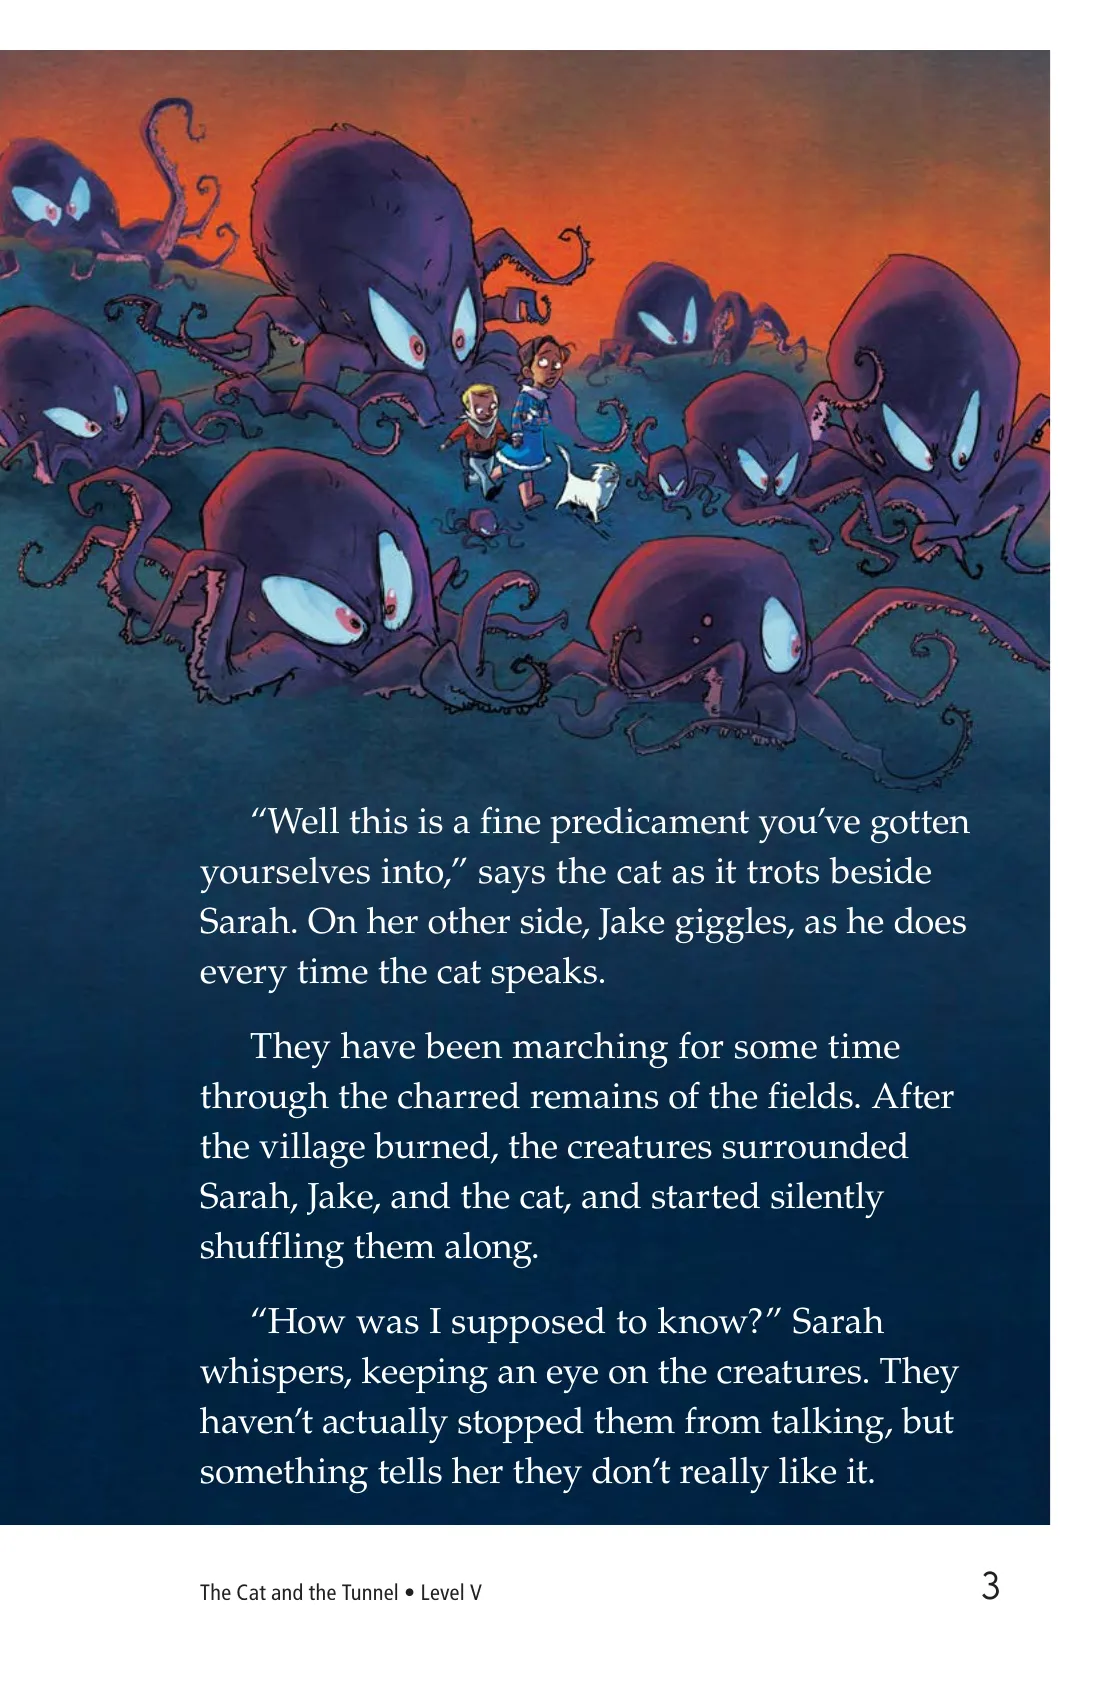 “Well this is a fine predicament you’ve gotten
yourselves into,” says the cat as it trots beside
Sarah. On her other side, Jake giggles, as he does
every time the cat speaks.
They have been marching for some time
through the charred remains of the fields. After
the village burned, the creatures surrounded
Sarah, Jake, and the cat, and started silently
shuffling them along.
“How was I supposed to know?” Sarah
whispers, keeping an eye on the creatures. They
haven’t actually stopped them from talking, but
something tells her they don’t really like it.
The Cat and the Tunnel • Level V
3